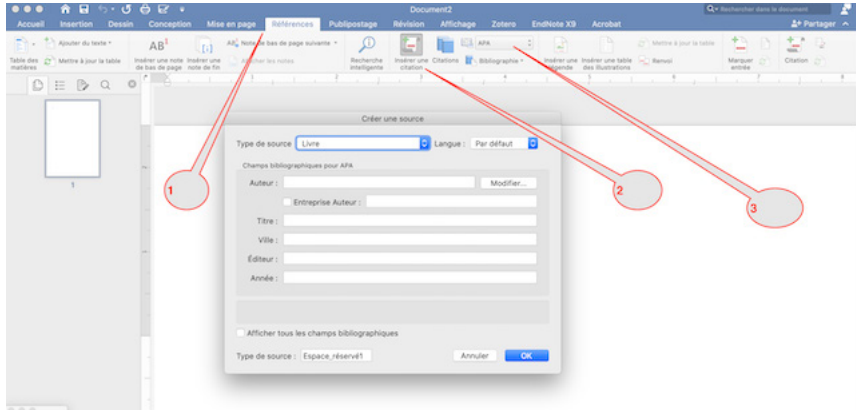 Document2
Rechercher dans le document
Accueil Insertion Dessin Conception Mise en page Références Publipostage Révision Affichage Zotero EndNote X9 Acrobat Partager
Ajouter du texte
Mettre à jour la table
Table des matières
AB¹
Insérer une note de bas de page
[i]
Insérer une note de fin
AB Note de bas de page suivante
Afficher les notes
Recherche intelligente
Insérer une citation
Citations
APA
Bibliographie
Insérer une légende
Insérer une table des illustrations
Mettre à jour la table
Renvoi
Marquer entrée
Citation
Créer une source
Type de source Livre Langue : Par défaut
Champs bibliographiques pour APA
Auteur : Modifier...
Entreprise Auteur :
Titre :
Ville :
Éditeur :
Année :
Afficher tous les champs bibliographiques
Type de source : Espace_réservé1 Annuler OK
1
1
2
3